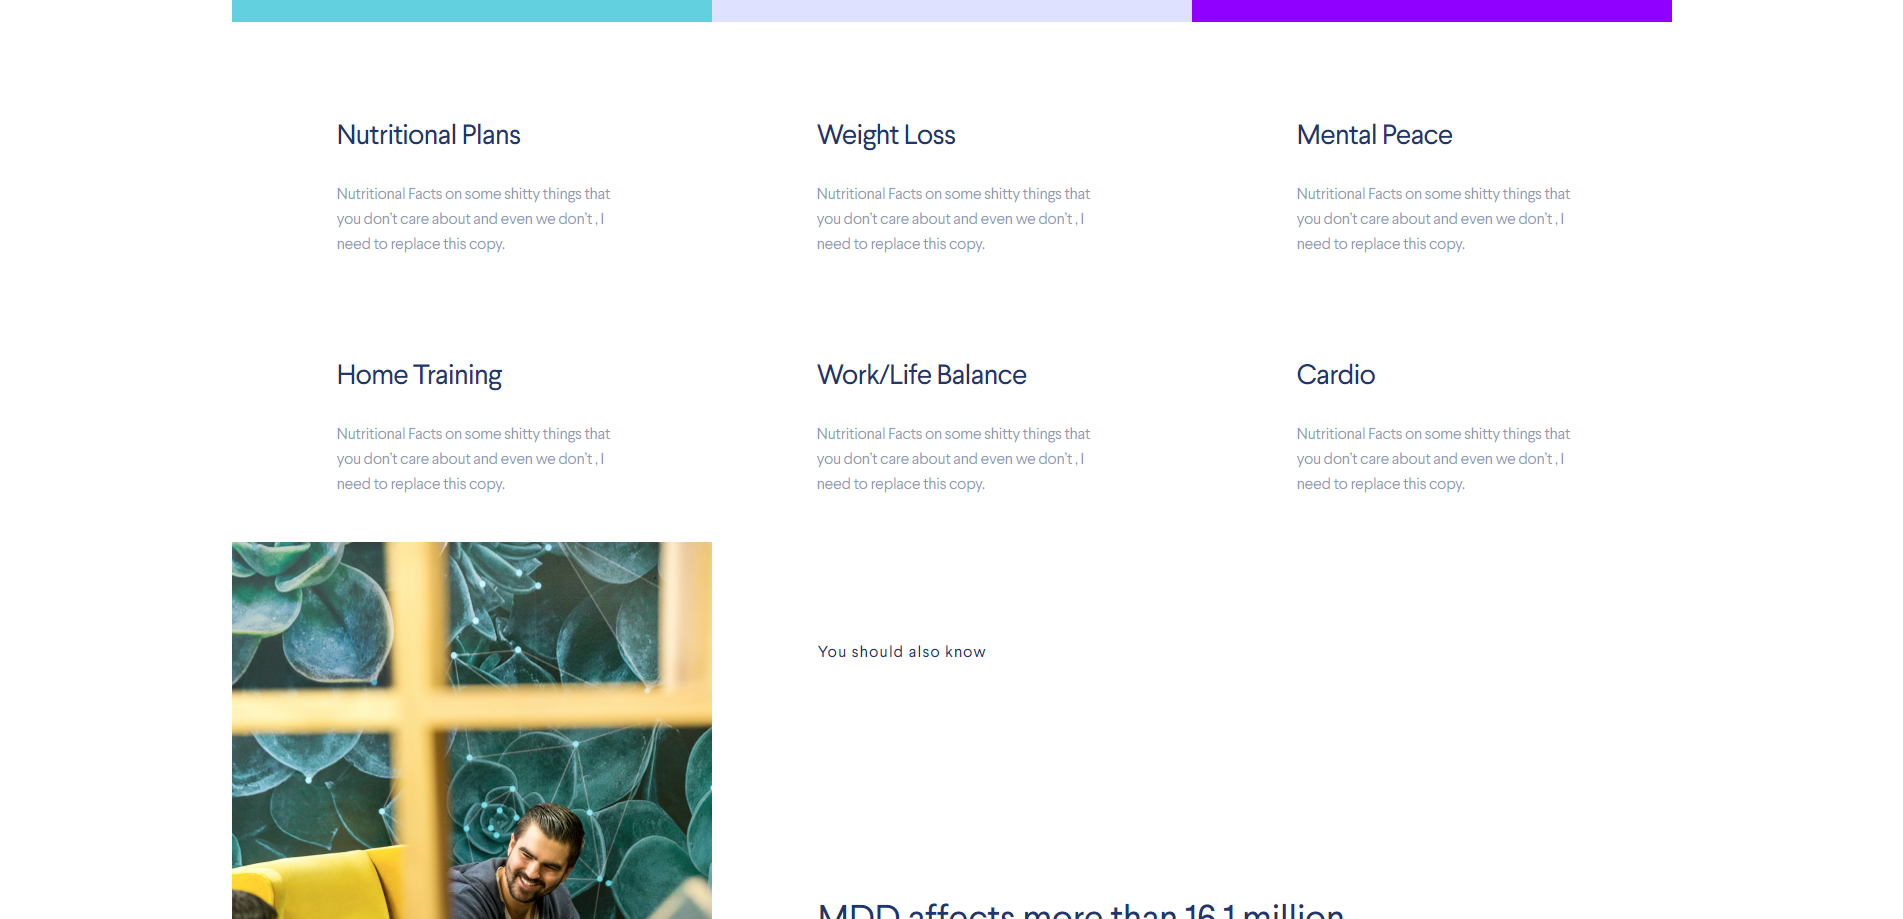 Nutritional Plans
Nutritional Facts on some shitty things that
you don't care about and even we don't , I
need to replace this copy.
Weight Loss
Nutritional Facts on some shitty things that
you don't care about and even we don't , I
need to replace this copy.
Mental Peace
Nutritional Facts on some shitty things that
you don't care about and even we don't , I
need to replace this copy.
Home Training
Nutritional Facts on some shitty things that
you don't care about and even we don't , I
need to replace this copy.
Work/Life Balance
Nutritional Facts on some shitty things that
you don't care about and even we don't , I
need to replace this copy.
Cardio
Nutritional Facts on some shitty things that
you don't care about and even we don't , I
need to replace this copy.
You should also know
MDD affects more than 16.1 million